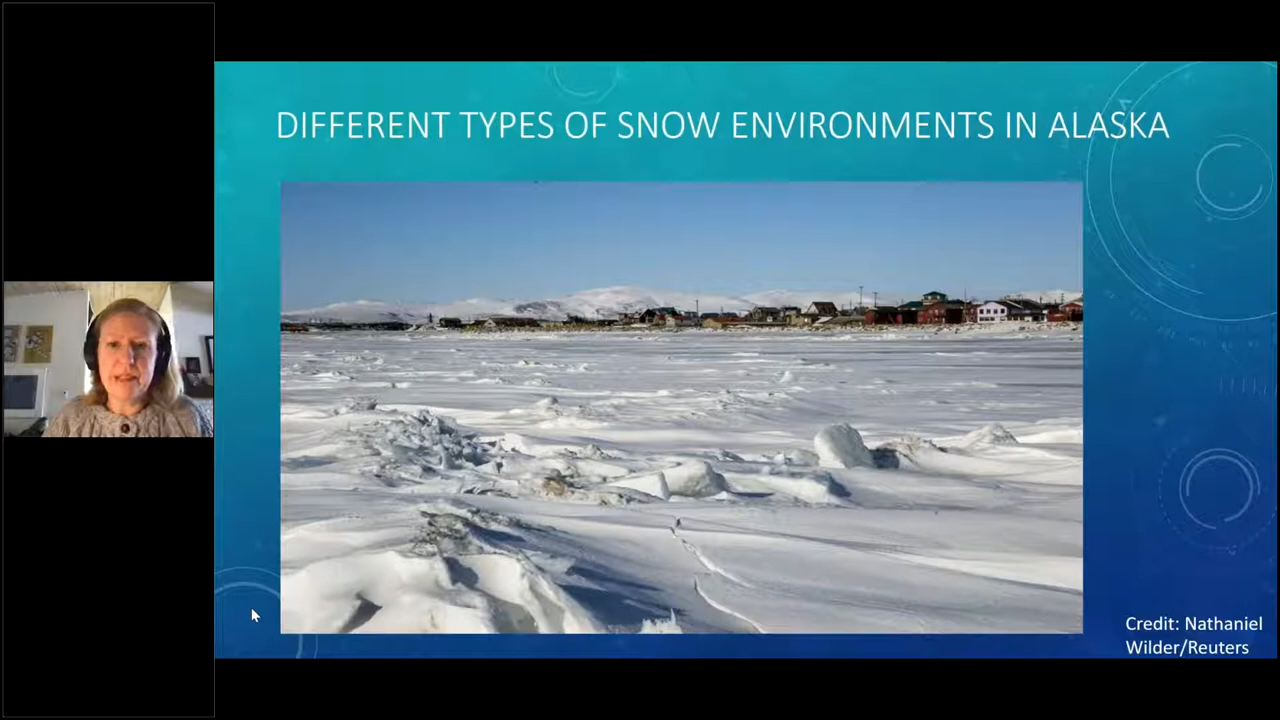 DIFFERENT TYPES OF SNOW ENVIRONMENTS IN ALASKA
Credit: Nathaniel
Wilder/Reuters